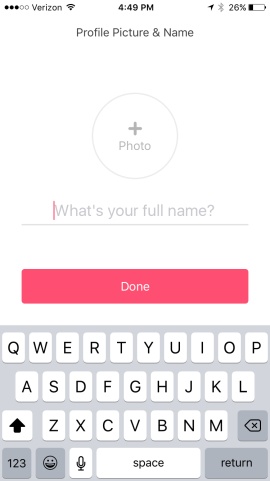 Verizon 4:49 PM 26%
Profile Picture & Name
+
Photo
What's your full name?
Done
Q W E R T Y U I O P
A S D F G H J K L
Z X C V B N M
123 space return